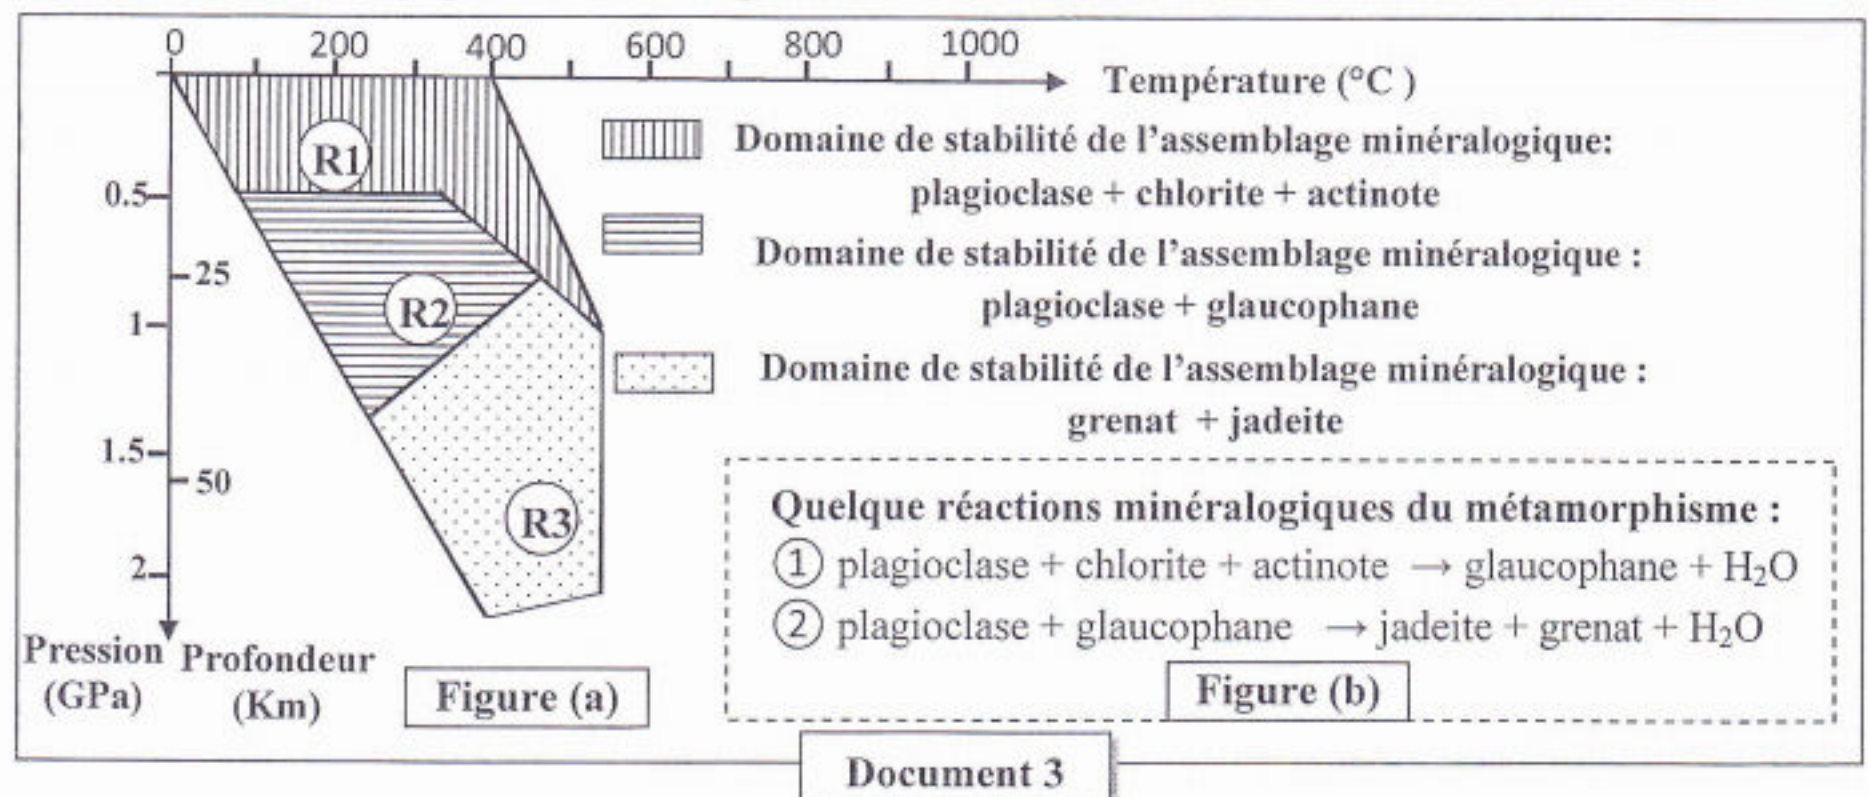 0 200 400 600 800 1000
Température (°C )
R1
Domaine de stabilité de l'assemblage minéralogique:
plagioclase + chlorite + actinote
0.5
Domaine de stabilité de l'assemblage minéralogique :
25
plagioclase + glaucophane
R2
1
Domaine de stabilité de l'assemblage minéralogique :
grenat + jadeite
1.5
50
R3
2
Pression
(GPa)
Profondeur
(Km)
Figure (a)
Quelque réactions minéralogiques du métamorphisme :
① plagioclase + chlorite + actinote → glaucophane + H₂O
② plagioclase + glaucophane → jadeite + grenat + H₂O
Figure (b)
Document 3